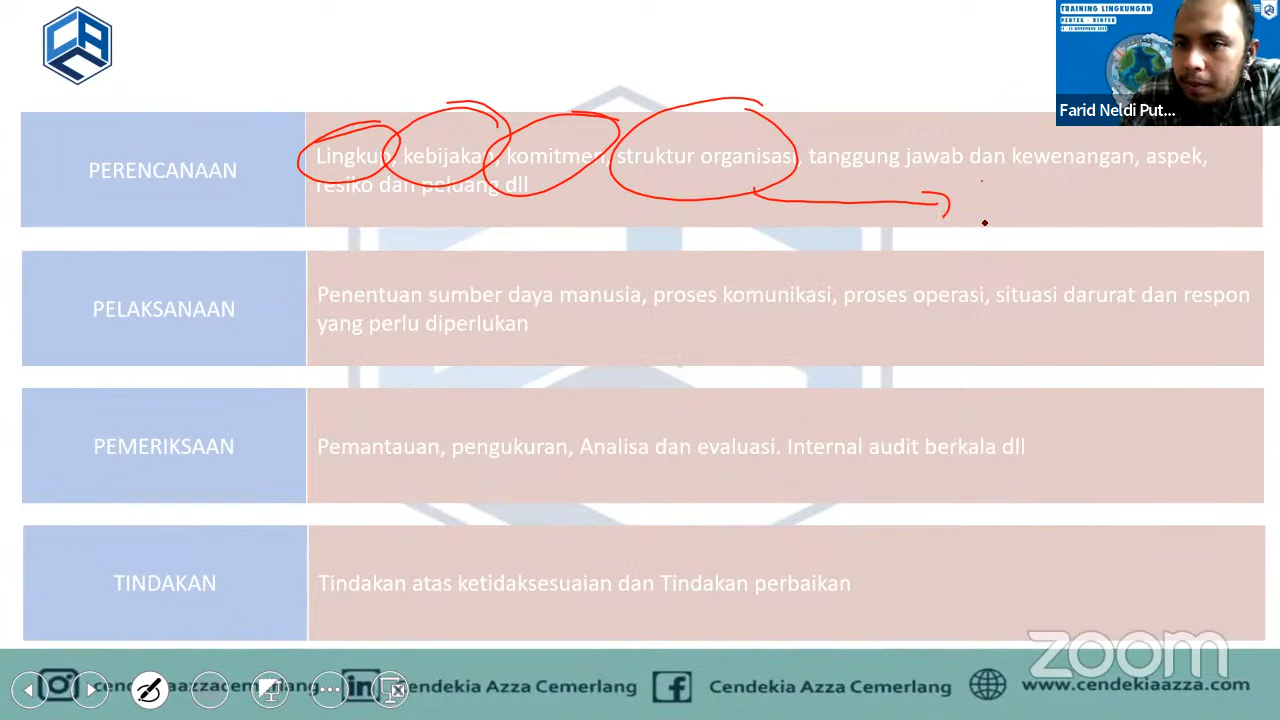 TRAINING LINGKUNGAN
PERTEK - RINTEK
Farid Neldi Put...
PERENCANAAN
Lingkup, kebijakan, komitmen, struktur organisasi, tanggung jawab dan kewenangan, aspek,
resiko dan peluang dll
PELAKSANAAN
Penentuan sumber daya manusia, proses komunikasi, proses operasi, situasi darurat dan respon
yang perlu diperlukan
PEMERIKSAAN
Pemantauan, pengukuran, Analisa dan evaluasi. Internal audit berkala dll
TINDAKAN
Tindakan atas ketidaksesuaian dan Tindakan perbaikan
zoom
cendekiaazzacemerlang
Cendekia Azza Cemerlang
Cendekia Azza Cemerlang
www.cendekiaazza.com